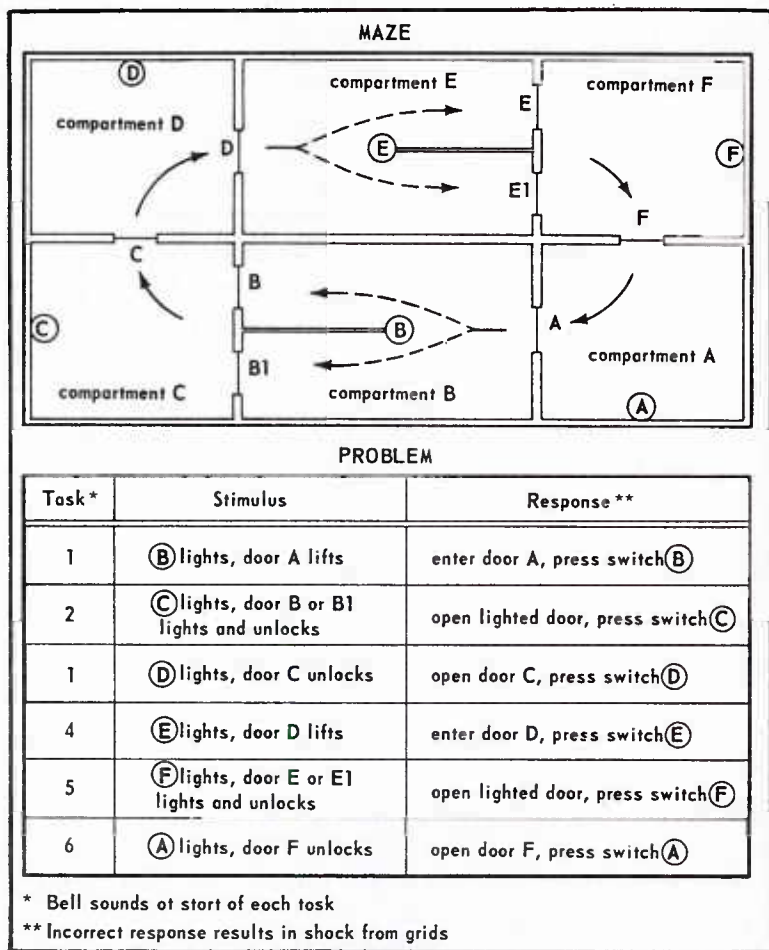 MAZE
D
compartment E
E
compartment F
compartment D
D
E
F
E1
F
C
B
A
C
B
B1
compartment A
compartment C
compartment B
A
PROBLEM
Task* Stimulus Response**
1 B lights, door A lifts enter door A, press switch B
2 C lights, door B or B1 lights and unlocks open lighted door, press switch C
1 D lights, door C unlocks open door C, press switch D
4 E lights, door D lifts enter door D, press switch E
5 F lights, door E or E1 lights and unlocks open lighted door, press switch F
6 A lights, door F unlocks open door F, press switch A
* Bell sounds at start of each task
** Incorrect response results in shock from grids